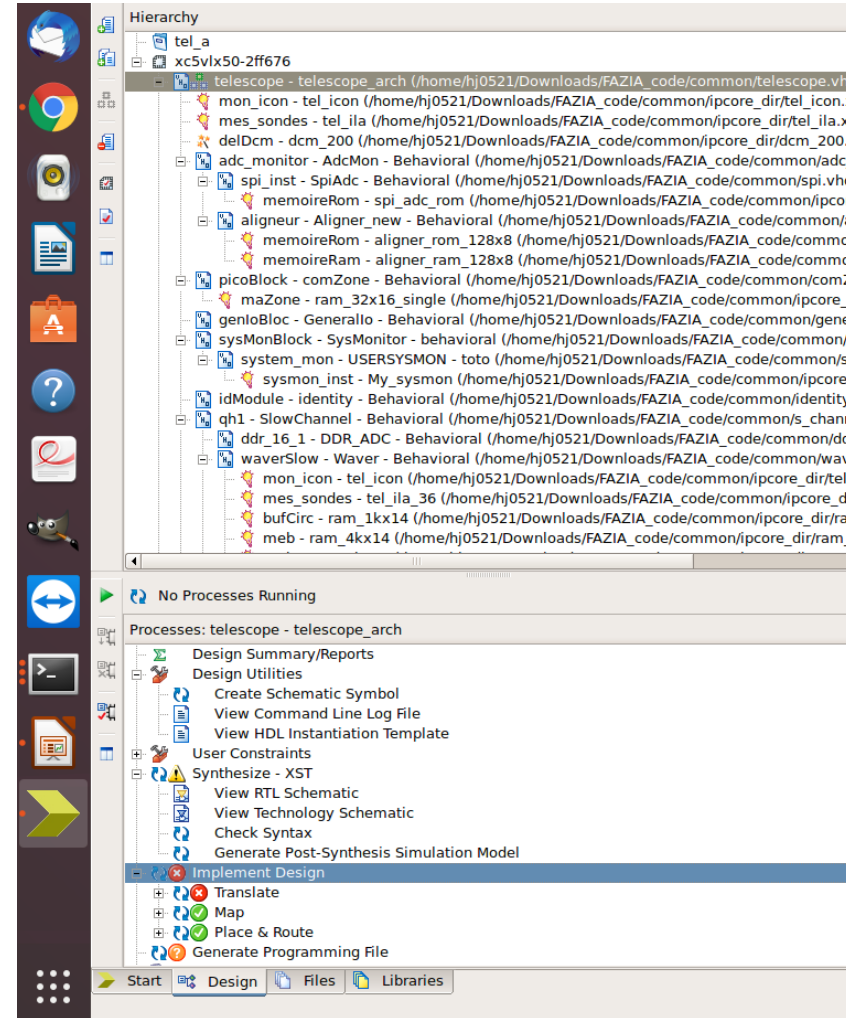 Hierarchy
tel_a
xc5vlx50-2ff676
telescope - telescope_arch (/home/hj0521/Downloads/FAZIA_code/common/telescope.vh
mon_icon - tel_icon (/home/hj0521/Downloads/FAZIA_code/common/ipcore_dir/tel_icon.
mes_sondes - tel_ila (/home/hj0521/Downloads/FAZIA_code/common/ipcore_dir/tel_ila.x
delDcm - dcm_200 (/home/hj0521/Downloads/FAZIA_code/common/ipcore_dir/dcm_200.
adc_monitor - AdcMon - Behavioral (/home/hj0521/Downloads/FAZIA_code/common/adc
spi_inst - SpiAdc - Behavioral (/home/hj0521/Downloads/FAZIA_code/common/spi.vh
memoireRom - spi_adc_rom (/home/hj0521/Downloads/FAZIA_code/common/ipco
aligneur - Aligner_new - Behavioral (/home/hj0521/Downloads/FAZIA_code/common/a
memoireRom - aligner_rom_128x8 (/home/hj0521/Downloads/FAZIA_code/commo
memoireRam - aligner_ram_128x8 (/home/hj0521/Downloads/FAZIA_code/commo
picoBlock - comZone - Behavioral (/home/hj0521/Downloads/FAZIA_code/common/com
maZone - ram_32x16_single (/home/hj0521/Downloads/FAZIA_code/common/ipcore_
genIoBloc - GeneralIo - Behavioral (/home/hj0521/Downloads/FAZIA_code/common/gene
sysMonBlock - SysMonitor - behavioral (/home/hj0521/Downloads/FAZIA_code/common/
system_mon - USERSYSMON - toto (/home/hj0521/Downloads/FAZIA_code/common/s
sysmon_inst - My_sysmon (/home/hj0521/Downloads/FAZIA_code/common/ipcore
idModule - identity - Behavioral (/home/hj0521/Downloads/FAZIA_code/common/identity
qh1 - SlowChannel - Behavioral (/home/hj0521/Downloads/FAZIA_code/common/s_chan
ddr_16_1 - DDR_ADC - Behavioral (/home/hj0521/Downloads/FAZIA_code/common/dd
waverSlow - Waver - Behavioral (/home/hj0521/Downloads/FAZIA_code/common/wav
mon_icon - tel_icon (/home/hj0521/Downloads/FAZIA_code/common/ipcore_dir/tel
mes_sondes - tel_ila_36 (/home/hj0521/Downloads/FAZIA_code/common/ipcore_d
bufCirc - ram_1kx14 (/home/hj0521/Downloads/FAZIA_code/common/ipcore_dir/ra
meb - ram_4kx14 (/home/hj0521/Downloads/FAZIA_code/common/ipcore_dir/ram_
No Processes Running
Processes: telescope - telescope_arch
Design Summary/Reports
Design Utilities
Create Schematic Symbol
View Command Line Log File
View HDL Instantiation Template
User Constraints
Synthesize - XST
View RTL Schematic
View Technology Schematic
Check Syntax
Generate Post-Synthesis Simulation Model
Implement Design
Translate
Map
Place & Route
Generate Programming File
Start Design Files Libraries